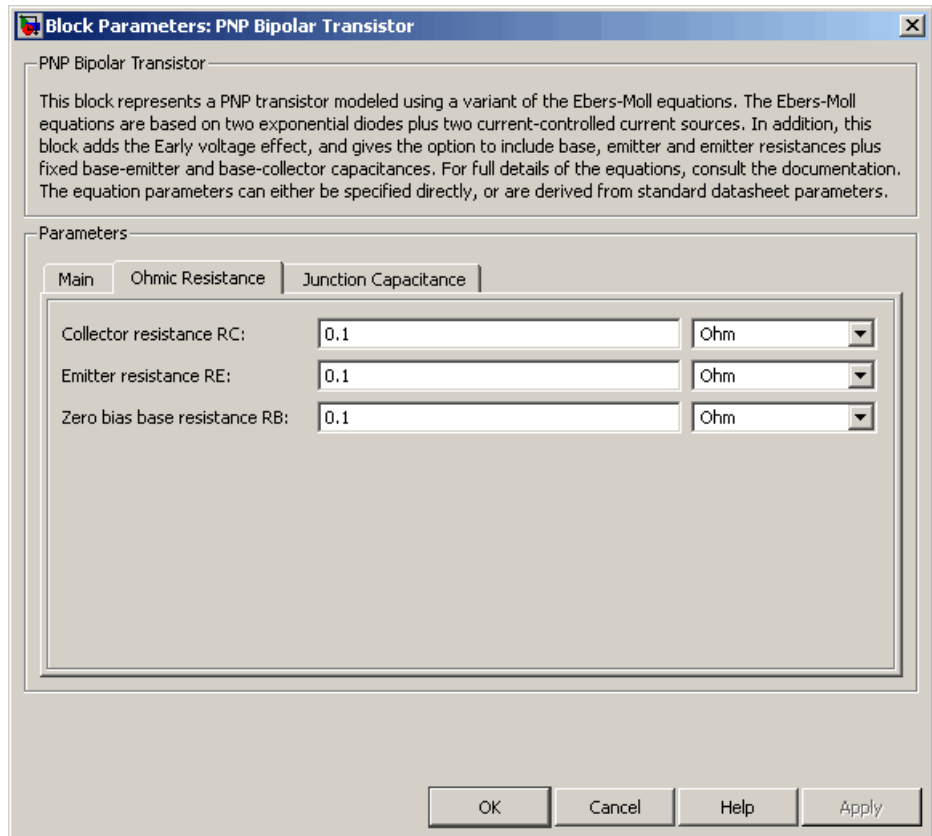 Block Parameters: PNP Bipolar Transistor
PNP Bipolar Transistor
This block represents a PNP transistor modeled using a variant of the Ebers-Moll equations. The Ebers-Moll
equations are based on two exponential diodes plus two current-controlled current sources. In addition, this
block adds the Early voltage effect, and gives the option to include base, emitter and emitter resistances plus
fixed base-emitter and base-collector capacitances. For full details of the equations, consult the documentation.
The equation parameters can either be specified directly, or are derived from standard datasheet parameters.
Parameters
Main Ohmic Resistance Junction Capacitance
Collector resistance RC: 0.1 Ohm
Emitter resistance RE: 0.1 Ohm
Zero bias base resistance RB: 0.1 Ohm
OK Cancel Help Apply